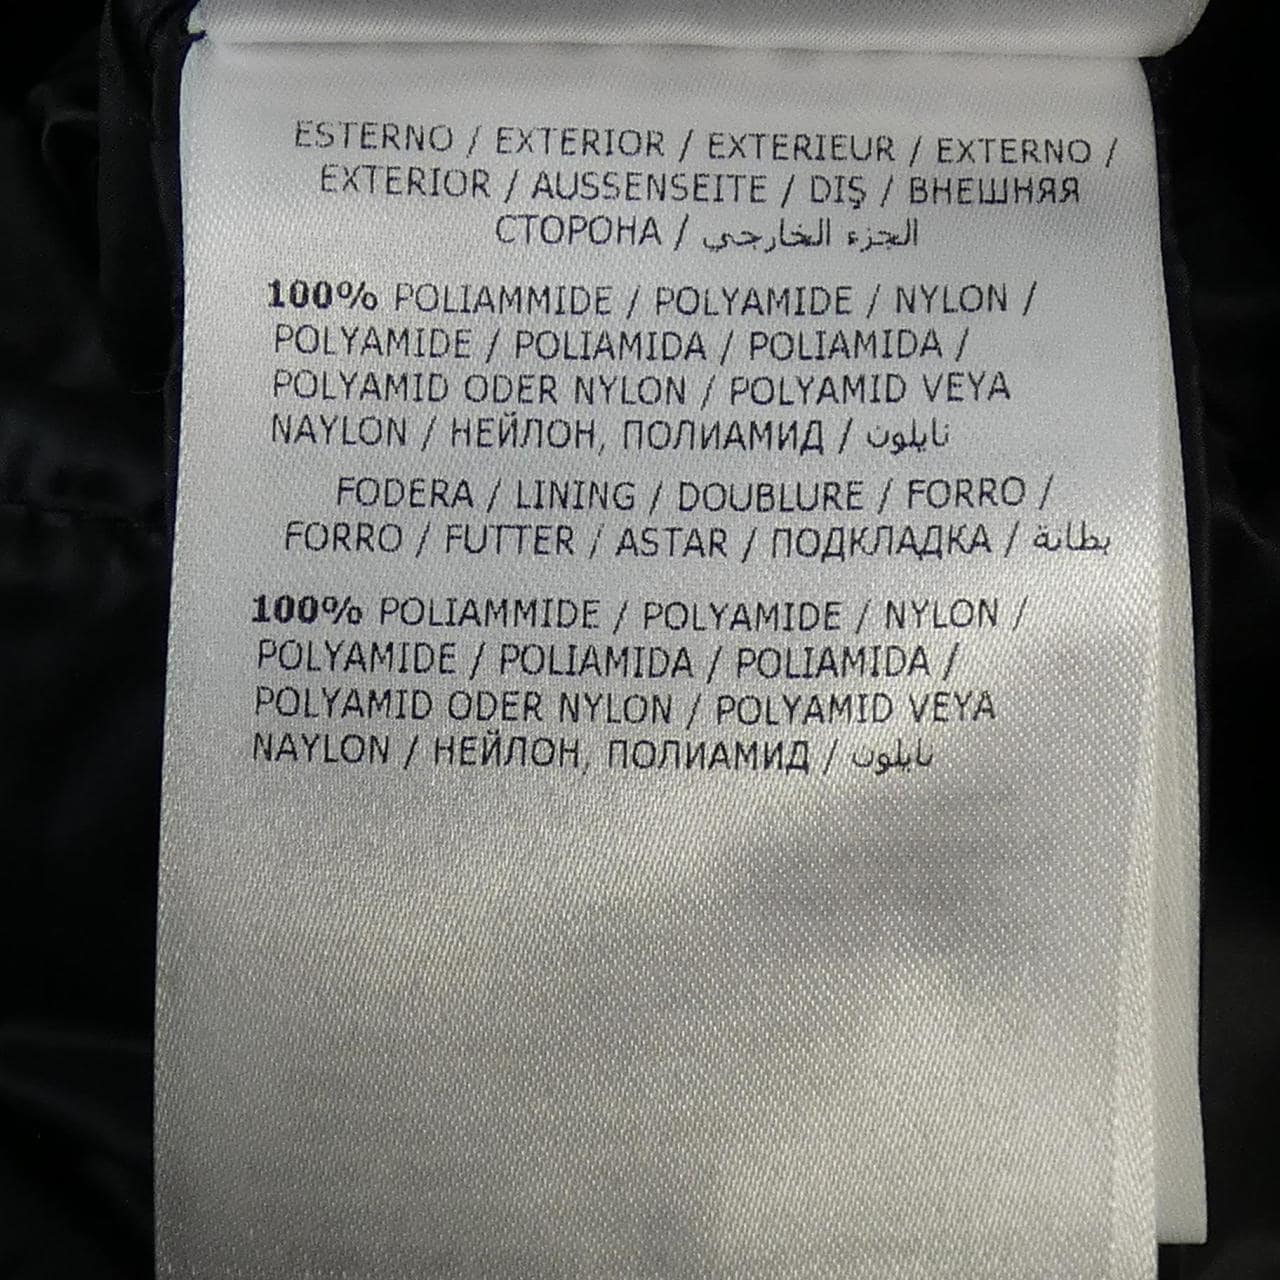 ESTERNO / EXTERIOR / EXTERIEUR / EXTERNO /
EXTERIOR / AUSSENSEITE / DIŞ / ВНЕШНЯЯ
СТОРОНА / الجزء الخارجي
100% POLIAMMIDE / POLYAMIDE / NYLON /
POLYAMIDE / POLIAMIDA / POLIAMIDA /
POLYAMID ODER NYLON / POLYAMID VEYA
NAYLON / НЕЙЛОН, ПОЛИАМИД / نايلون
FODERA / LINING / DOUBLURE / FORRO /
FORRO / FUTTER / ASTAR / ПОДКЛАДКА / بطانة
100% POLIAMMIDE / POLYAMIDE / NYLON /
POLYAMIDE / POLIAMIDA / POLIAMIDA /
POLYAMID ODER NYLON / POLYAMID VEYA
NAYLON / НЕЙЛОН, ПОЛИАМИД / نايلون